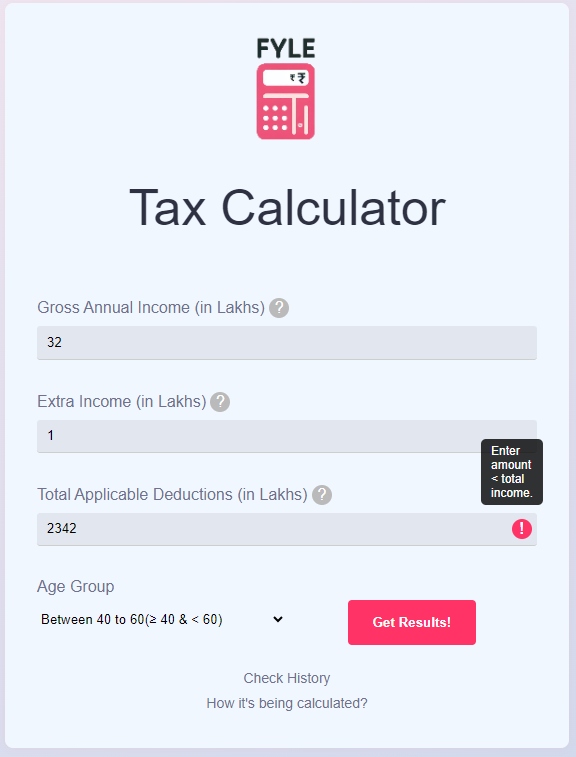 FYLE
₹ ₹
Tax Calculator
Gross Annual Income (in Lakhs) ?
32
Extra Income (in Lakhs) ?
1
Enter
amount
< total
income.
Total Applicable Deductions (in Lakhs) ?
2342 !
Age Group
Between 40 to 60(≥ 40 & < 60)
Get Results!
Check History
How it's being calculated?